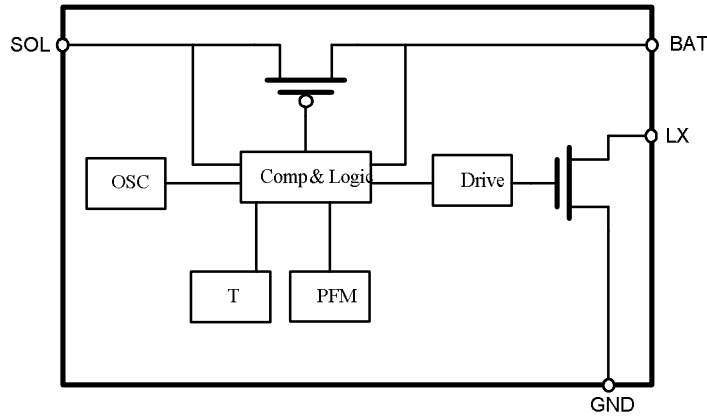 SOL
BAT
LX
OSC
Comp& Logic
Drive
T
PFM
GND